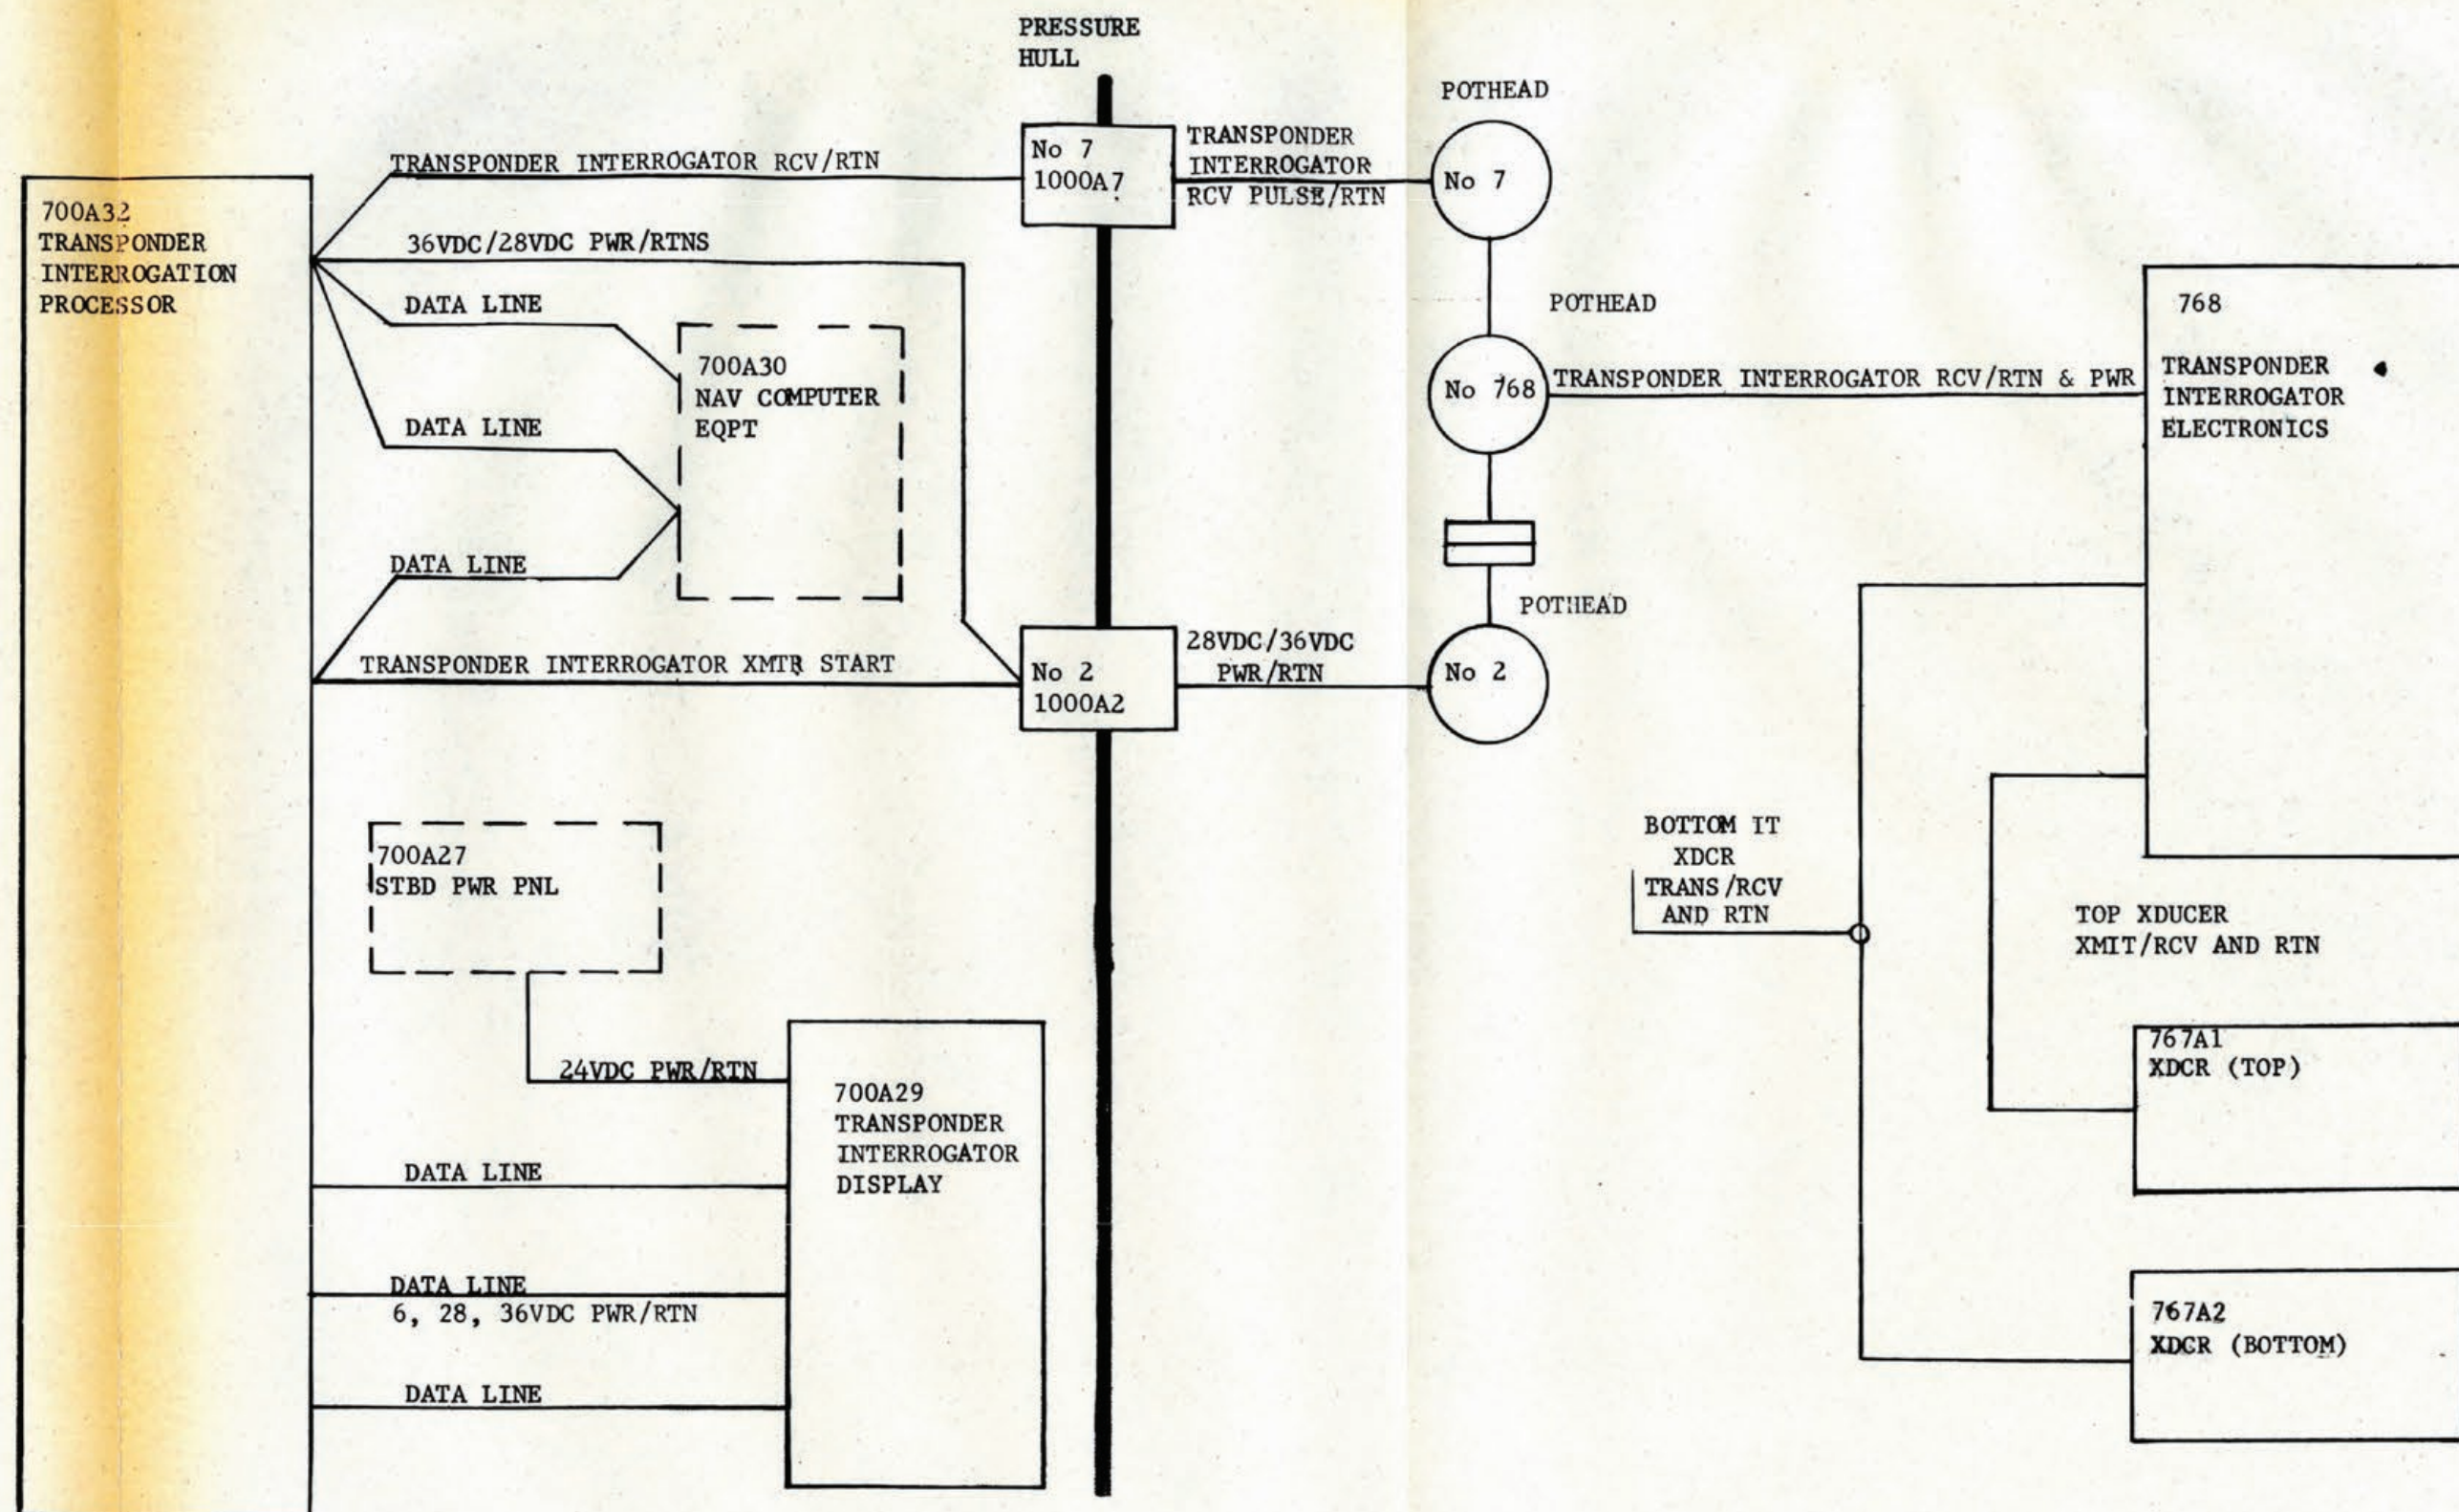 PRESSURE
HULL
POTHEAD
No 7
1000A7
TRANSPONDER
INTERROGATOR
RCV PULSE/RTN
No 7
TRANSPONDER INTERROGATOR RCV/RTN
700A32
TRANSPONDER
INTERROGATION
PROCESSOR
36VDC/28VDC PWR/RTNS
DATA LINE
700A30
NAV COMPUTER
EQPT
DATA LINE
DATA LINE
TRANSPONDER INTERROGATOR XMTR START
No 2
1000A2
28VDC/36VDC
PWR/RTN
POTHEAD
No 768
TRANSPONDER INTERROGATOR RCV/RTN & PWR
768
TRANSPONDER
INTERROGATOR
ELECTRONICS
POTHEAD
No 2
700A27
STBD PWR PNL
24VDC PWR/RTN
700A29
TRANSPONDER
INTERROGATOR
DISPLAY
DATA LINE
DATA LINE
6, 28, 36VDC PWR/RTN
DATA LINE
BOTTOM IT
XDCR
TRANS/RCV
AND RTN
TOP XDUCER
XMIT/RCV AND RTN
767A1
XDCR (TOP)
767A2
XDCR (BOTTOM)